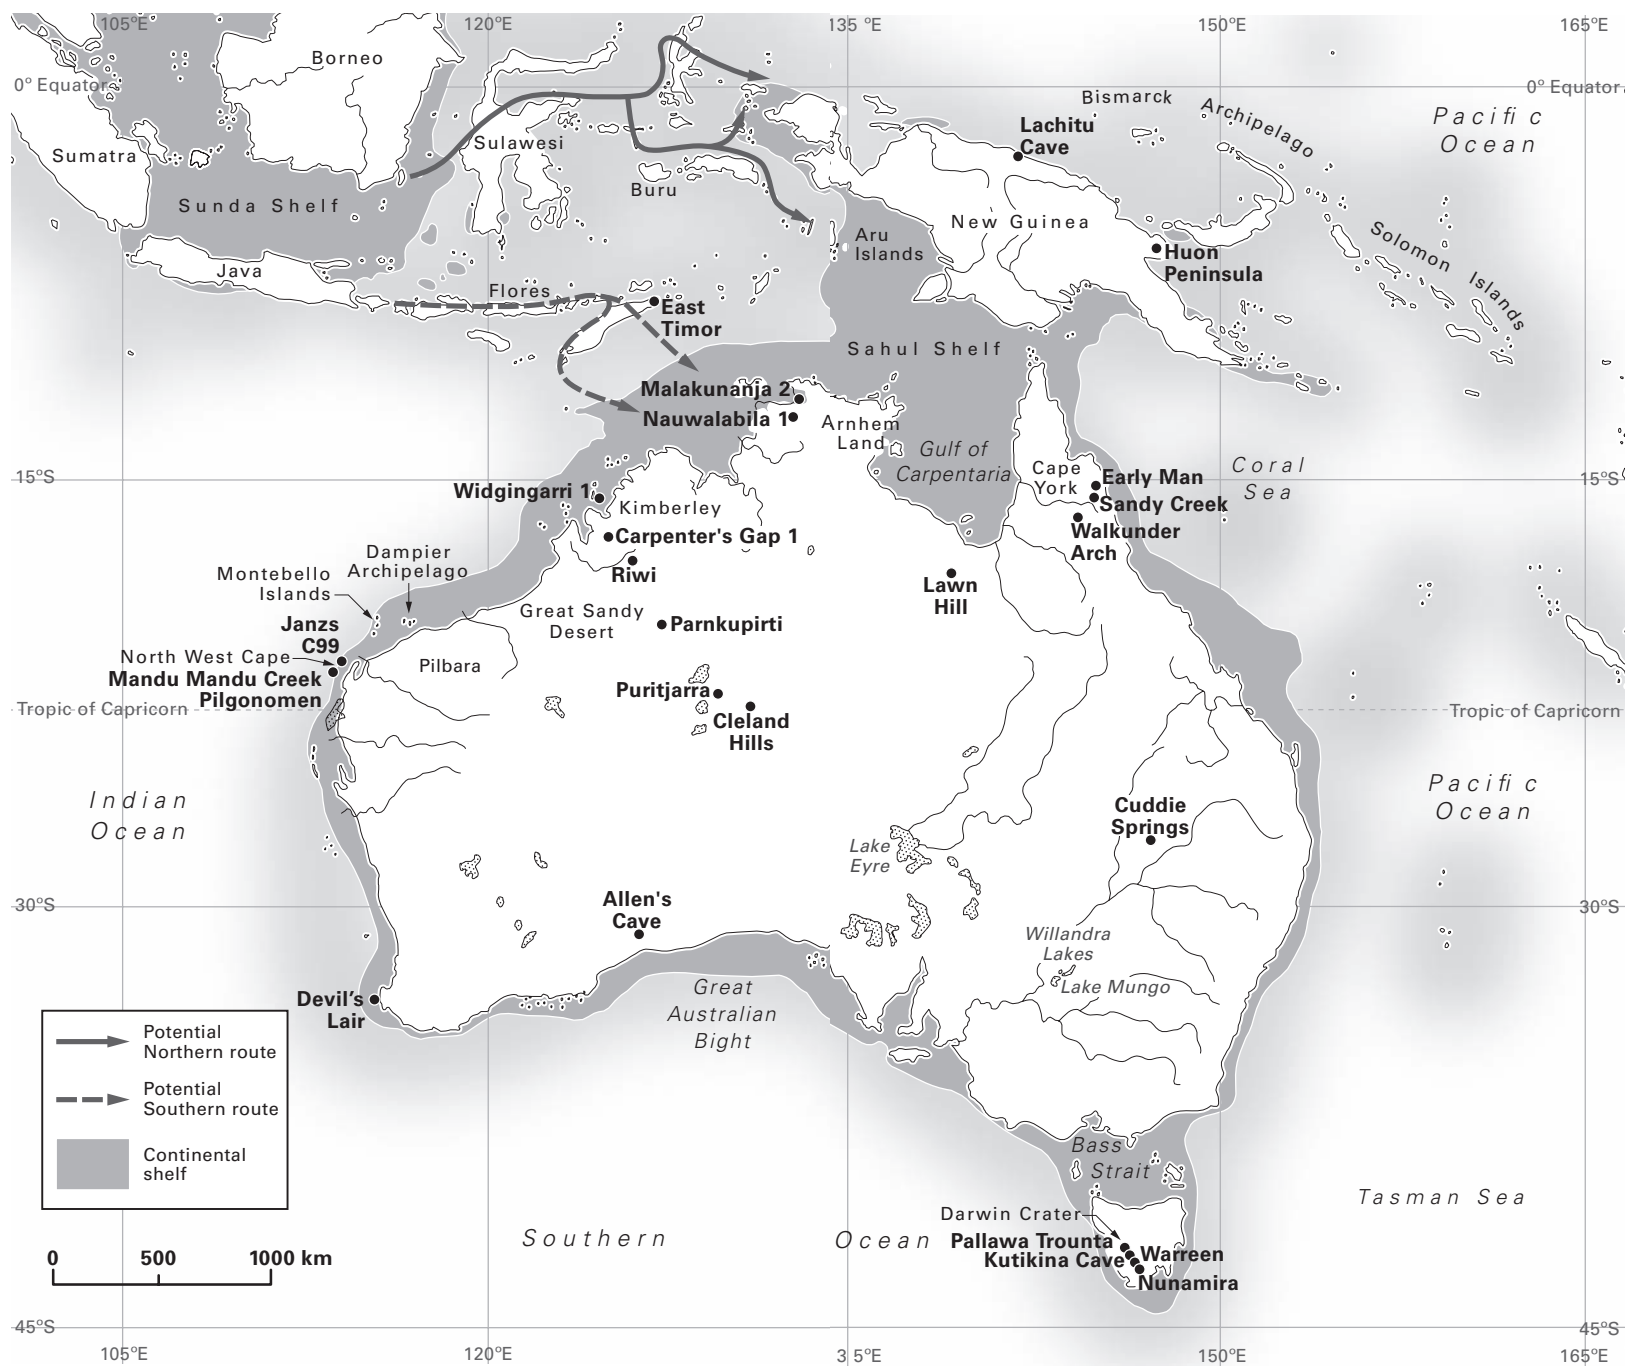 105°E
120°E
135°E
150°E
165°E
Borneo
0° Equator
0° Equator
Bismarck
Archipelago
Pacific
Ocean
Lachitu
Cave
Sumatra
Sulawesi
Buru
Sunda Shelf
New Guinea
Aru
Islands
Solomon Islands
Huon
Peninsula
Java
Flores
East
Timor
Sahul Shelf
Malakunanja 2
Nauwalabila 1
Arnhem
Land
Gulf of
Carpentaria
Cape
York
Coral
Sea
15°S
15°S
Early Man
Sandy Creek
Walkunder
Arch
Widgingarri 1
Kimberley
Carpenter's Gap 1
Riwi
Dampier
Archipelago
Montebello
Islands
Lawn
Hill
Great Sandy
Desert
Parnkupirti
Janzs
C99
North West Cape
Mandu Mandu Creek
Pilgonomen
Pilbara
Puritjarra
Cleland
Hills
Tropic of Capricorn
Tropic of Capricorn
Indian
Ocean
Pacific
Ocean
Cuddie
Springs
Lake
Eyre
Allen's
Cave
30°S
30°S
Willandra
Lakes
Lake Mungo
Devil's
Lair
Great
Australian
Bight
Potential
Northern route
Potential
Southern route
Continental
shelf
Bass
Strait
Tasman Sea
Darwin Crater
Pallawa Trounta
Kutikina Cave
Warreen
Nunamira
Southern Ocean
0 500 1000 km
45°S
45°S
105°E
120°E
3 5°E
150°E
165°E